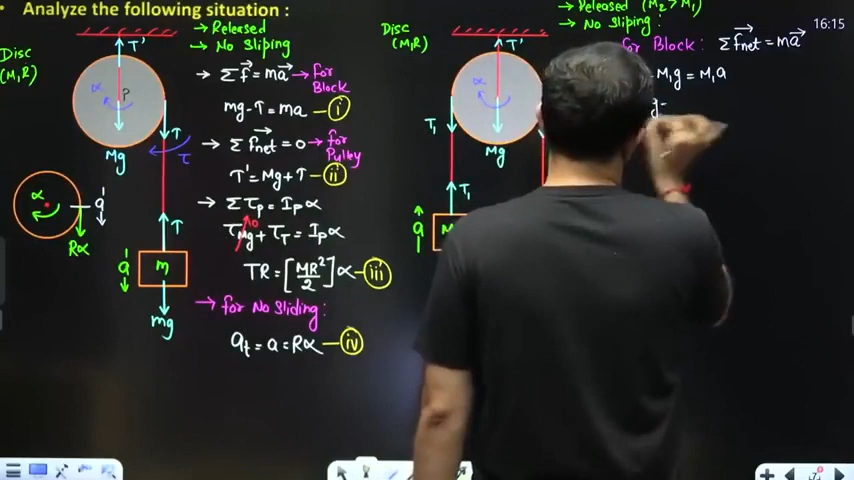 • Analyze the following situation :
Disc
(M,R)
T'
α
P
Mg
T
τ
→ Released
→ No Sliping
→ Σf⃗ = ma⃗ → for Block
mg-T = ma — i
→ Σf⃗net = 0 → for Pulley
T' = Mg + T — ii
→ Στp = Ipα
τMg + τT = Ipα
0
TR = [MR²/2] α — iii
→ for No Sliding:
at = a = Rα — iv
α
a
Rα
T
a
m
mg
→ Released (M2 > M1)
→ No Sliping:
Disc
(M,R)
T'
α
Mg
T1
T1
a
for Block: Σf⃗net = ma⃗
- M1g = M1a
g-
16:15